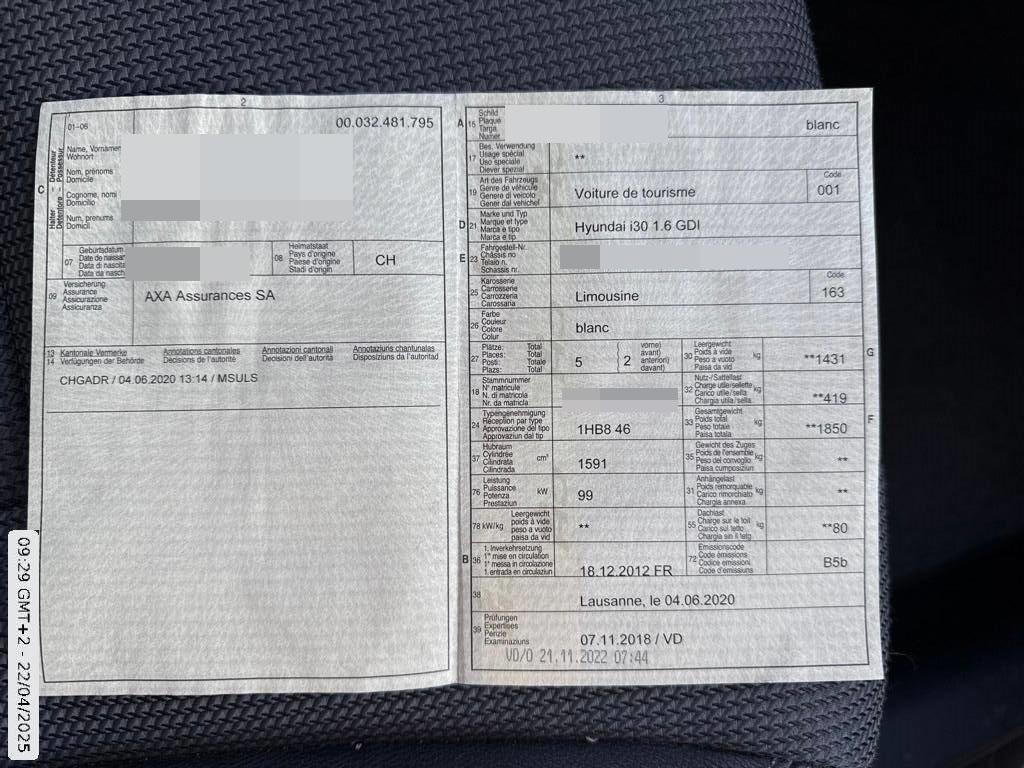 2
01-06
00.032.481.795
C
Halter
Détenteur
Detentore
Possessur
Name, Vornamen
Wohnort
Nom, prénoms
Domicile
Cognome, nomi
Domicilio
Num, prenums
Domicil
07
Geburtsdatum
Date de naissan
Data di nascita
Data da nasch
08
Heimatstaat
Pays d'origine
Paese d'origine
Stadi d'origin
CH
09
Versicherung
Assurance
Assicurazione
Assicuranza
AXA Assurances SA
13 Kantonale Vermerke Annotations cantonales Annotazioni cantonali Annotaziuns chantunalas
14 Verfügungen der Behörde Décisions de l'autorité Decisioni dell'autorità Disposiziuns da l'autoritad
CHGADR / 04.06.2020 13:14 / MSULS
3
A 15
Schild
Plaque
Targa
Numer
blanc
17
Bes. Verwendung
Usage spécial
Uso speciale
Diever spezial
**
19
Art des Fahrzeugs
Genre de véhicule
Genere di veicolo
Gener dal vehichel
Voiture de tourisme
Code
001
D 21
Marke und Typ
Marque et type
Marca e tipo
Marca e tip
Hyundai i30 1.6 GDI
E 23
Fahrgestell-Nr.
Châssis no
Telaio n.
Schassis nr.
25
Karosserie
Carrosserie
Carrozzeria
Carossaria
Limousine
Code
163
26
Farbe
Couleur
Colore
Colur
blanc
27
Plätze: Total
Places: Total
Posti: Totale
Plazs: Total
5
2
vorne)
avant)
anteriori)
davant)
30
Leergewicht
Poids à vide
Peso a vuoto
Paisa da vid
kg
**1431
G
18
Stammnummer
N° matricule
N. di matricola
Nr. da matricla
32
Nutz-/Sattellast
Charge utile/sellette
Carico utile/sella
Chargia utila/sella
kg
**419
24
Typengenehmigung
Réception par type
Approvazione del tipo
Approvaziun dal tip
1HB8 46
33
Gesamtgewicht
Poids total
Peso totale
Paisa totala
kg
**1850
F
37
Hubraum
Cylindrée
Cilindrata
Cilindrada
cm³
1591
35
Gewicht des Zuges
Poids de l'ensemble
Peso del convoglio
Paisa cumposiziun
kg
**
76
Leistung
Puissance
Potenza
Prestaziun
kW
99
31
Anhängelast
Poids remorquable
Carico rimorchiato
Chargia annexa
kg
**
78 kW/kg
Leergewicht
poids à vide
peso a vuoto
paisa da vid
**
55
Dachlast
Charge sur le toit
Carico sul tetto
Chargia sin il tetg
kg
**80
B 36
1. Inverkehrsetzung
1re mise en circulation
1a messa in circolazione
1. entrada en circulaziun
18.12.2012 FR
72
Emissionscode
Code émissions
Codice emissioni
Code d'emissiuns
B5b
38
Lausanne, le 04.06.2020
39
Prüfungen
Expertises
Perizie
Examinaziuns
07.11.2018 / VD
VD/0 21.11.2022 07:44
09:29 GMT+2 - 22/04/2025